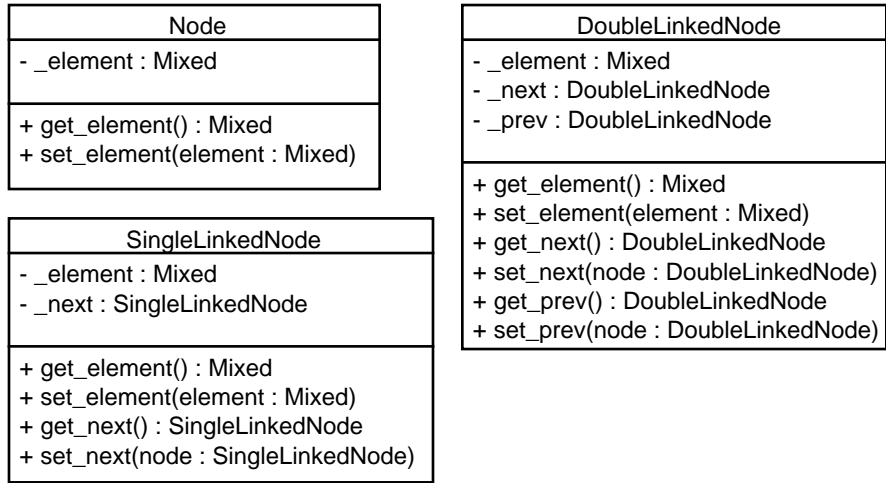 Node
- _element : Mixed
+ get_element() : Mixed
+ set_element(element : Mixed)
SingleLinkedNode
- _element : Mixed
- _next : SingleLinkedNode
+ get_element() : Mixed
+ set_element(element : Mixed)
+ get_next() : SingleLinkedNode
+ set_next(node : SingleLinkedNode)
DoubleLinkedNode
- _element : Mixed
- _next : DoubleLinkedNode
- _prev : DoubleLinkedNode
+ get_element() : Mixed
+ set_element(element : Mixed)
+ get_next() : DoubleLinkedNode
+ set_next(node : DoubleLinkedNode)
+ get_prev() : DoubleLinkedNode
+ set_prev(node : DoubleLinkedNode)